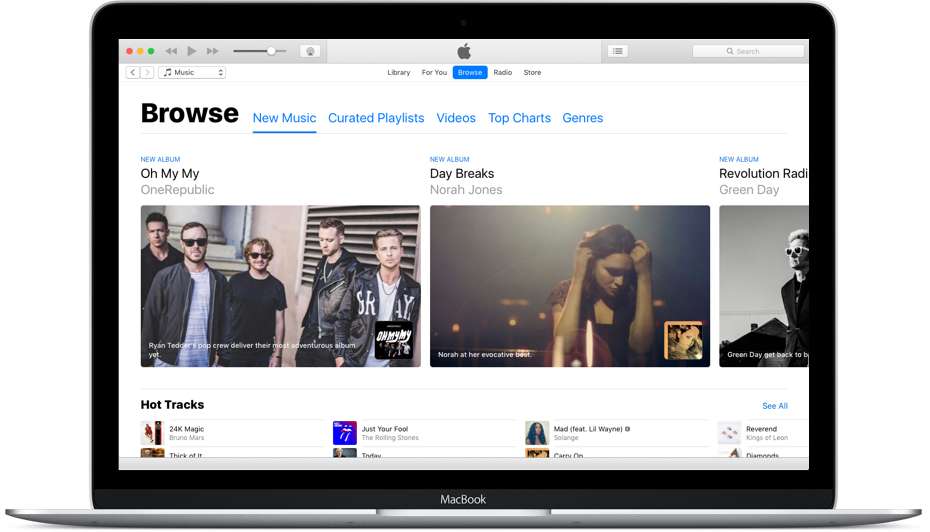 Search
Music
Library For You Browse Radio Store
Browse New Music Curated Playlists Videos Top Charts Genres
NEW ALBUM
Oh My My
OneRepublic
Ryan Tedder's pop crew deliver their most adventurous album
yet.
OHMYMY
NEW ALBUM
Day Breaks
Norah Jones
Norah at her evocative best.
NEW ALBUM
Revolution Radi
Green Day
Green Day get back to b
Hot Tracks
See All
24K Magic
Bruno Mars
Just Your Fool
The Rolling Stones
Mad (feat. Lil Wayne) E
Solange
Reverend
Kings of Leon
Thick of It
Today
Carry On
Diamonds
MacBook